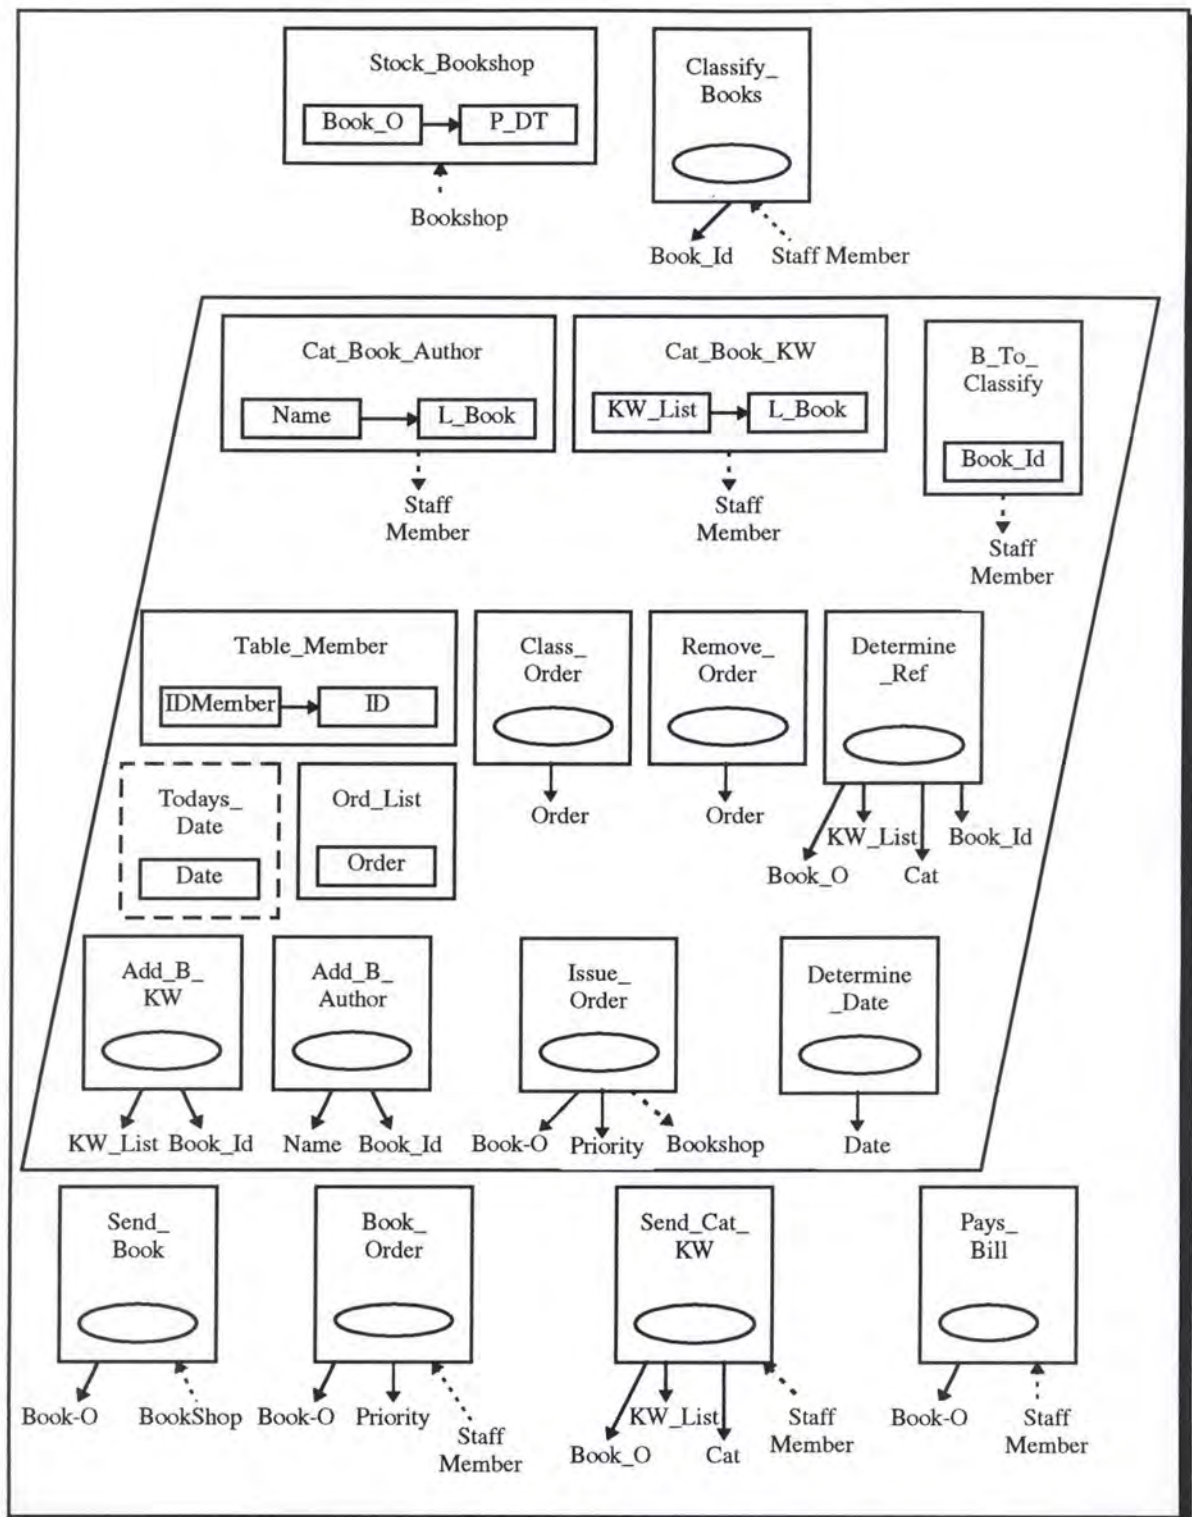 Stock_Bookshop
Book_O
P_DT
Bookshop
Classify_
Books
Book_Id
Staff Member
Cat_Book_Author
Name
L_Book
Staff
Member
Cat_Book_KW
KW_List
L_Book
Staff
Member
B_To_
Classify
Book_Id
Staff
Member
Table_Member
IDMember
ID
Class_
Order
Order
Remove_
Order
Order
Determine
_Ref
Book_O
KW_List
Cat
Book_Id
Todays_
Date
Date
Ord_List
Order
Add_B_
KW
KW_List
Book_Id
Add_B_
Author
Name
Book_Id
Issue_
Order
Book-O
Priority
Bookshop
Determine
_Date
Date
Send_
Book
Book-O
BookShop
Book_
Order
Book-O
Priority
Staff
Member
Send_Cat_
KW
Book_O
KW_List
Cat
Staff
Member
Pays_
Bill
Book-O
Staff
Member